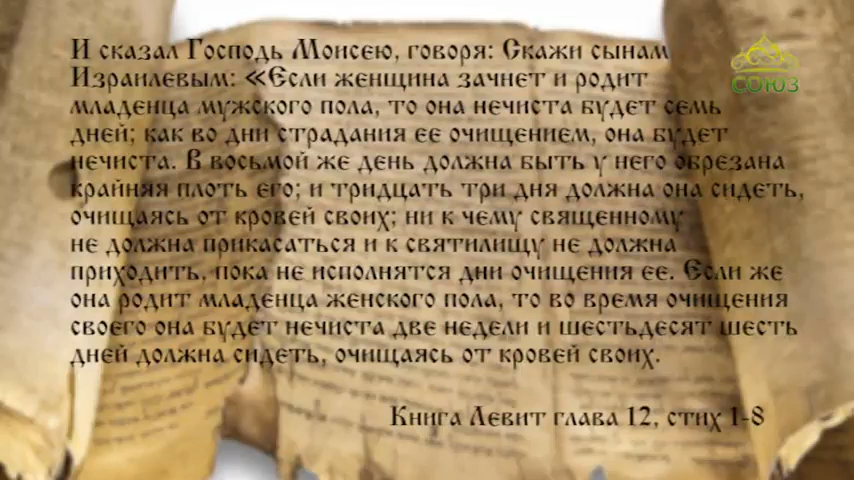 И сказал Господь Моисею, говоря: Скажи сынам
Израилевым: «Если женщина зачнет и родит
младенца мужского пола, то она нечиста будет семь
дней; как во дни страдания ее очищением, она будет
нечиста. В восьмой же день должна быть у него обрезана
крайняя плоть его; и тридцать три дня должна она сидеть,
очищаясь от кровей своих; ни к чему священному
не должна прикасаться и к святилищу не должна
приходить, пока не исполнятся дни очищения ее. Если же
она родит младенца женского пола, то во время очищения
своего она будет нечиста две недели и шестьдесят шесть
дней должна сидеть, очищаясь от кровей своих.
Книга Левит глава 12, стих 1-8
СОЮЗ